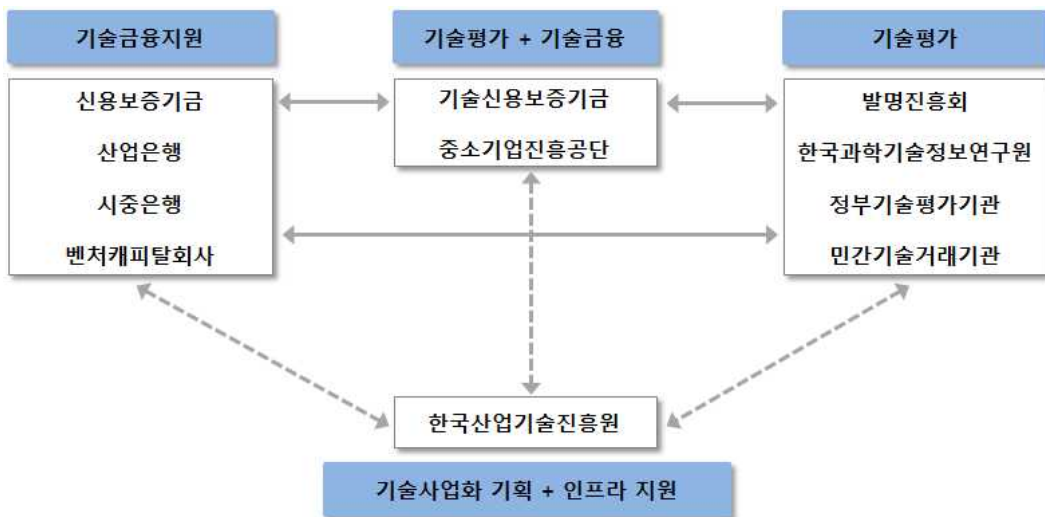 기술금융지원
기술평가 + 기술금융
기술평가
신용보증기금
산업은행
시중은행
벤처캐피탈회사
기술신용보증기금
중소기업진흥공단
발명진흥회
한국과학기술정보연구원
정부기술평가기관
민간기술거래기관
한국산업기술진흥원
기술사업화 기획 + 인프라 지원